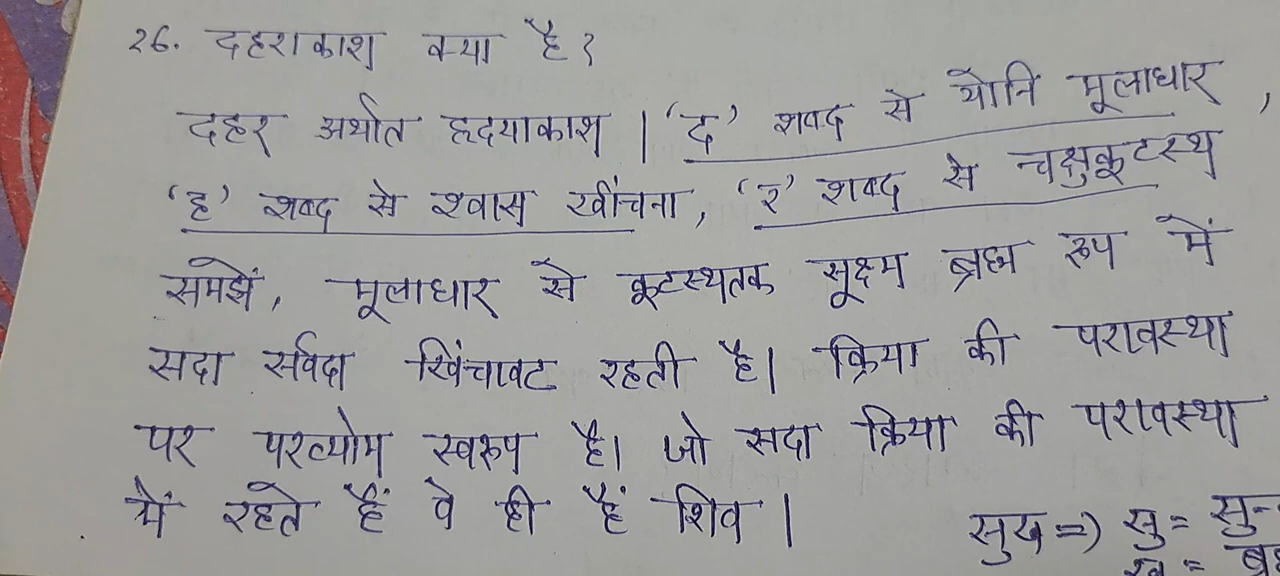 26. दहराकाश क्या है?
दहर अर्थात हृदयाकाश। 'द' शब्द से योनि मूलाधार,
'ह' शब्द से श्वास खींचना, 'र' शब्द से चक्षुकूटस्थ
समझें, मूलाधार से कूटस्थतक सूक्ष्म ब्रह्म रूप में
सदा सर्वदा खिंचावट रहती है। क्रिया की परावस्था
पर परव्योम स्वरूप है। जो सदा क्रिया की परावस्था
में रहते हैं वे ही हैं शिव।
सुख => सु = सु-
ख =